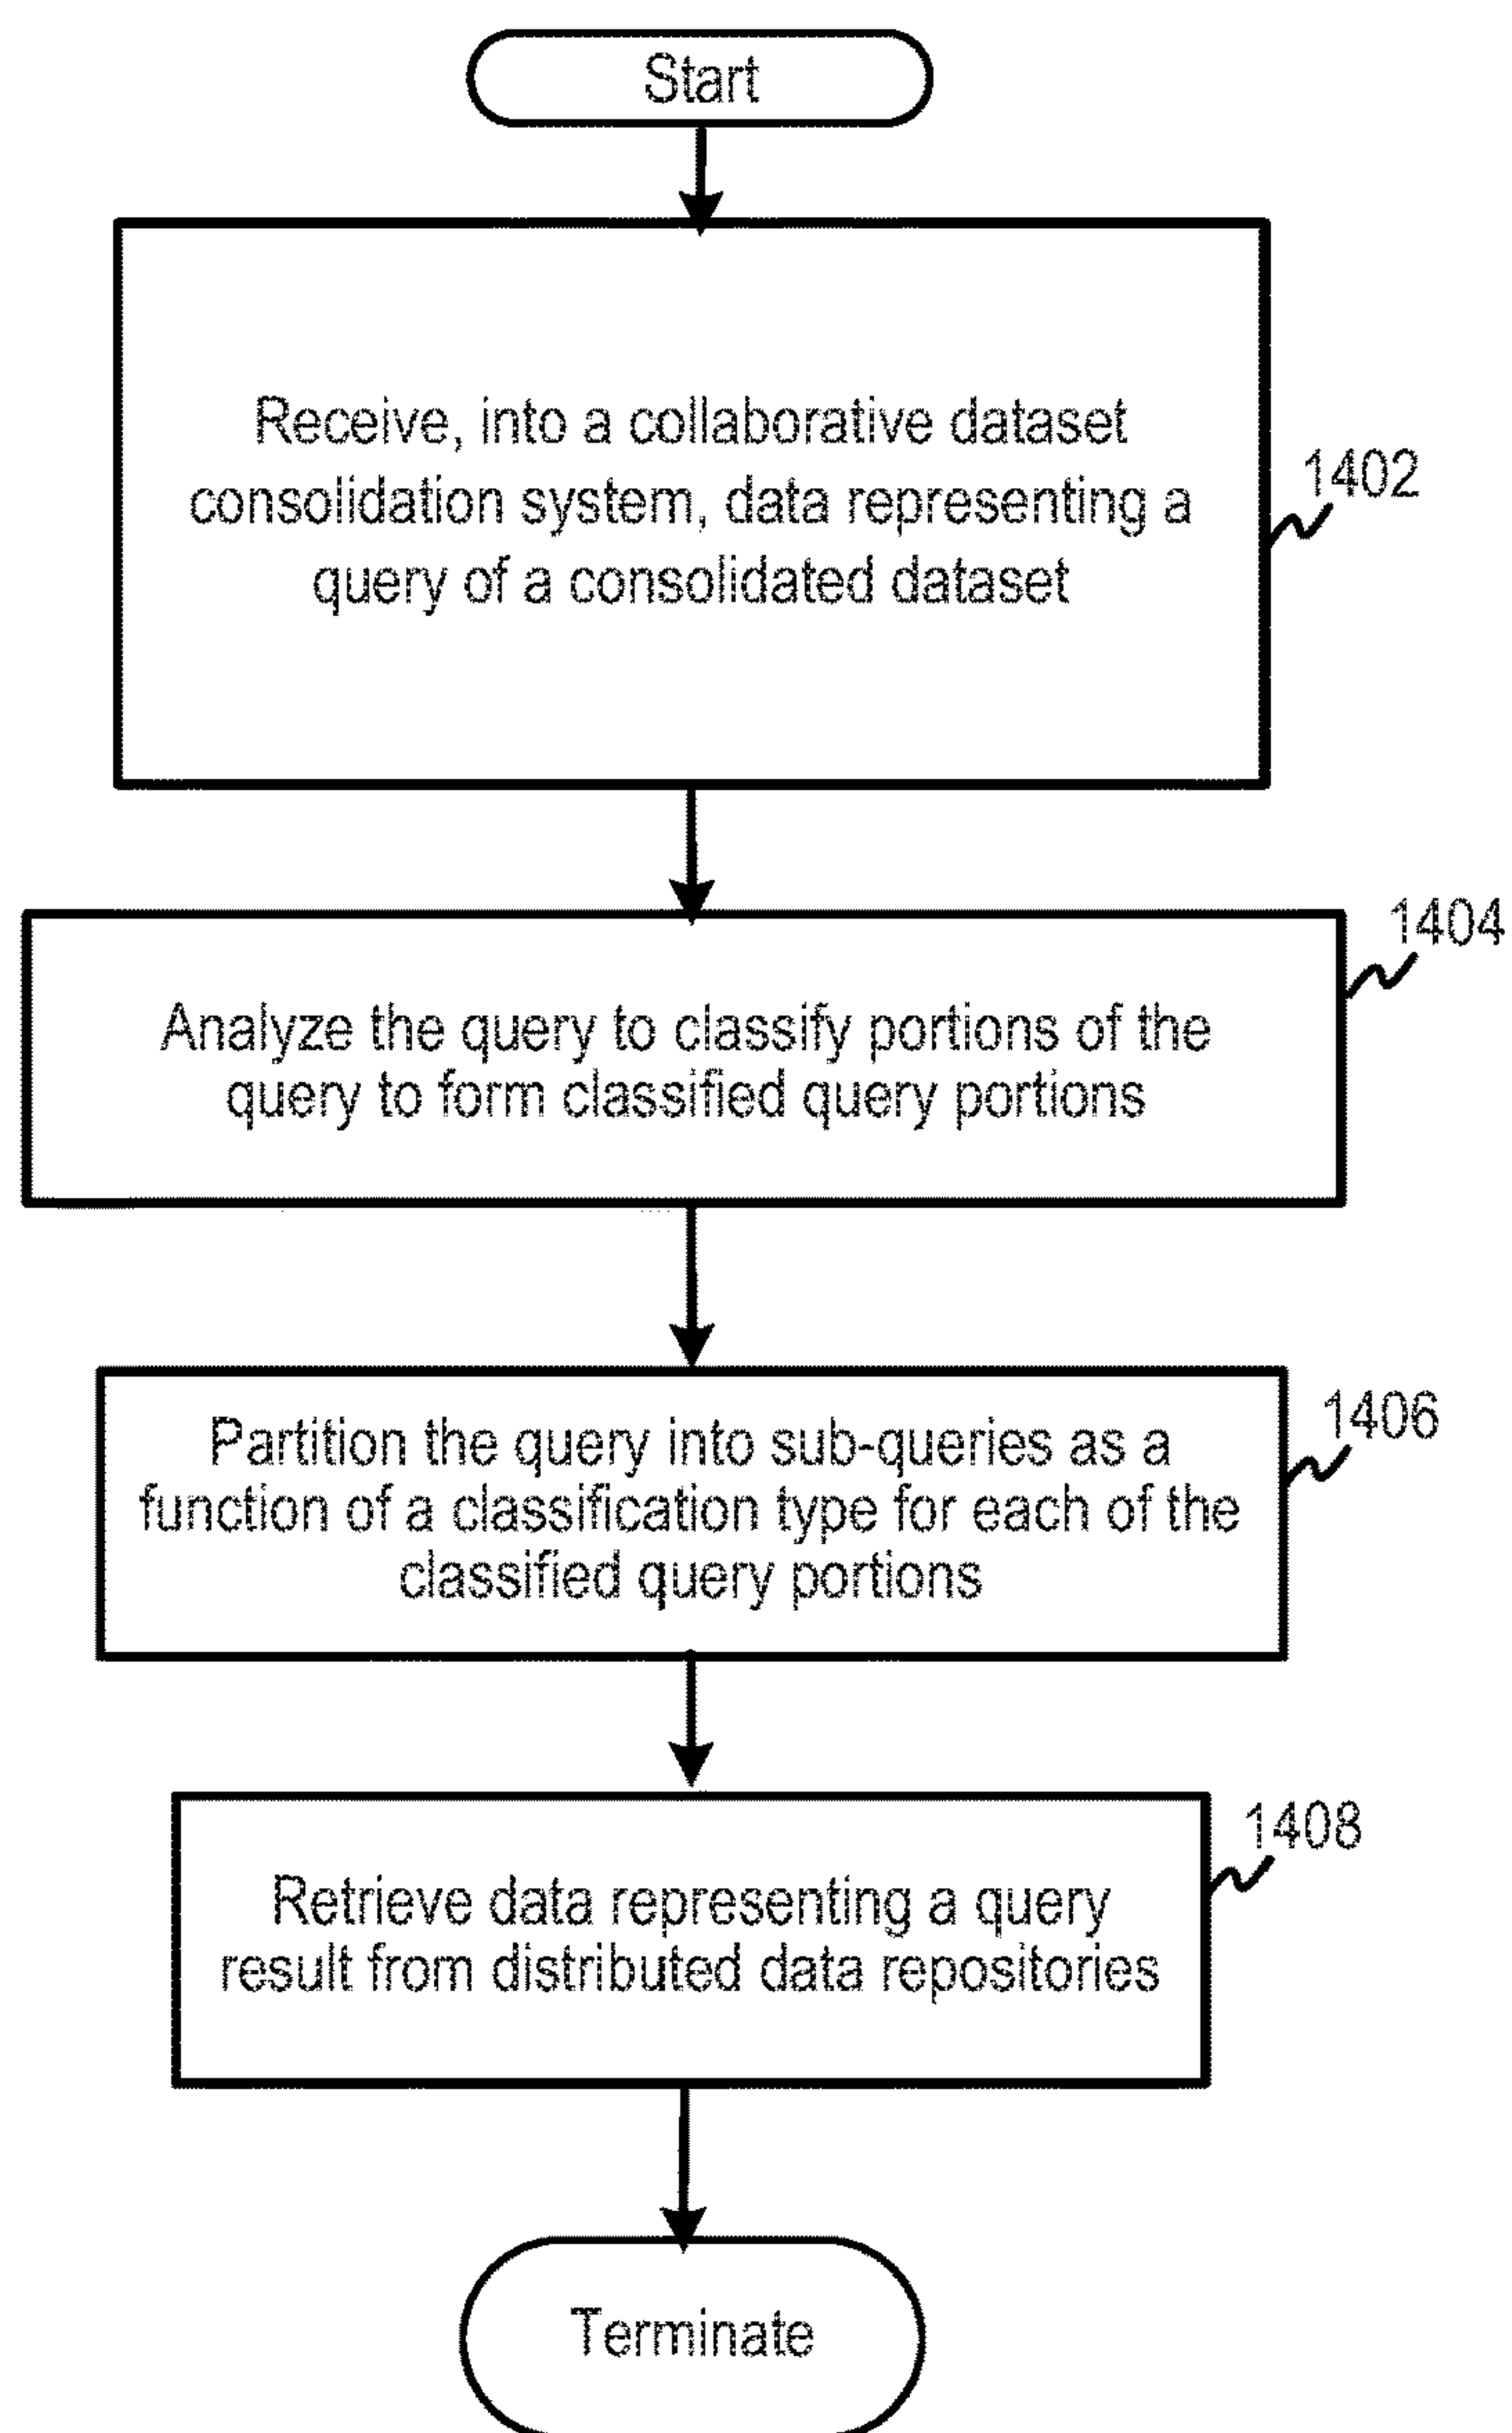 Start
Receive, into a collaborative dataset
consolidation system, data representing a
query of a consolidated dataset
1402
1404
Analyze the query to classify portions of the
query to form classified query portions
1406
Partition the query into sub-queries as a
function of a classification type for each of the
classified query portions
1408
Retrieve data representing a query
result from distributed data repositories
Terminate